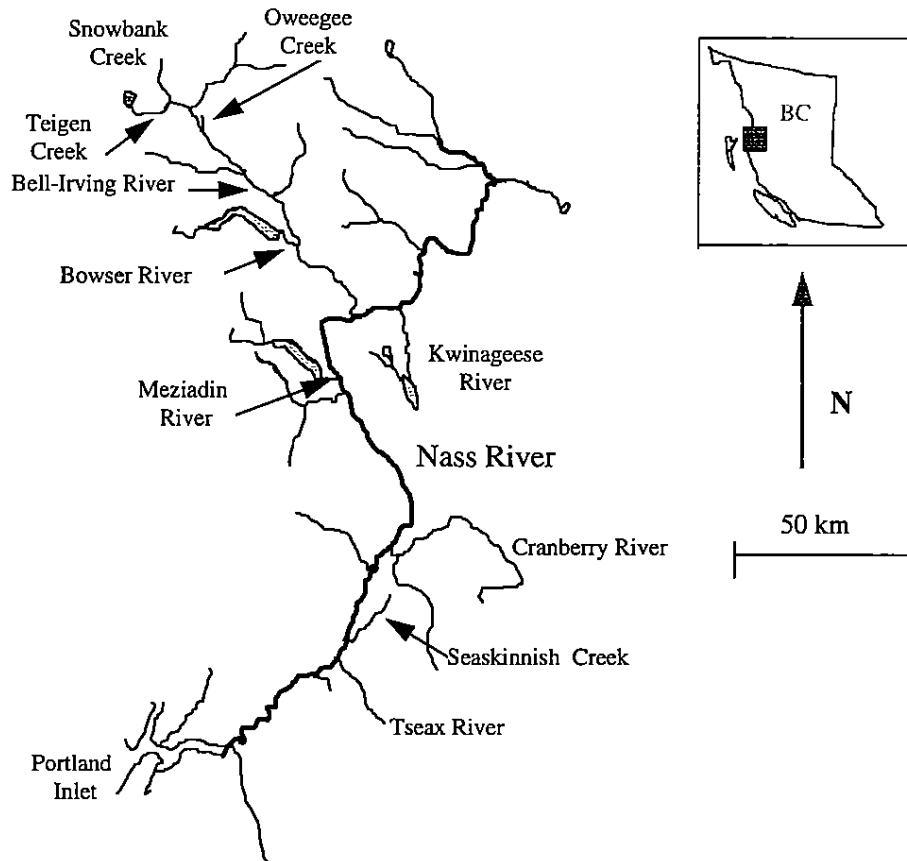 Oweegee
Creek
Snowbank
Creek
Teigen
Creek
Bell-Irving River
Bowser River
BC
Kwinageese
River
Meziadin
River
N
Nass River
50 km
Cranberry River
Seaskinnish Creek
Tseax River
Portland
Inlet